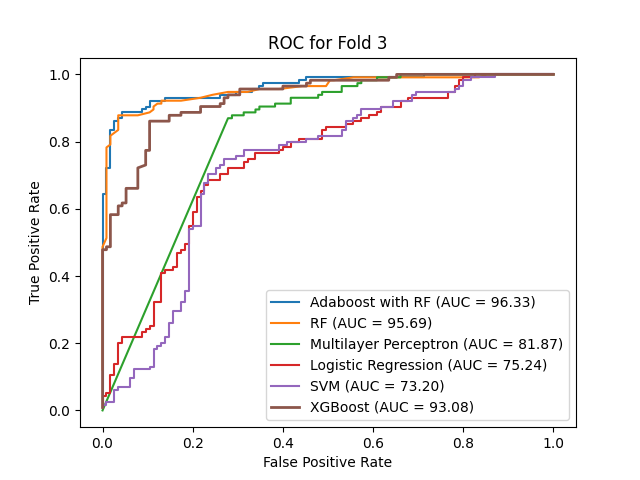 ROC for Fold 3
True Positive Rate
1.0
0.8
0.6
0.4
0.2
0.0
Adaboost with RF (AUC = 96.33)
RF (AUC = 95.69)
Multilayer Perceptron (AUC = 81.87)
Logistic Regression (AUC = 75.24)
SVM (AUC = 73.20)
XGBoost (AUC = 93.08)
0.0 0.2 0.4 0.6 0.8 1.0
False Positive Rate